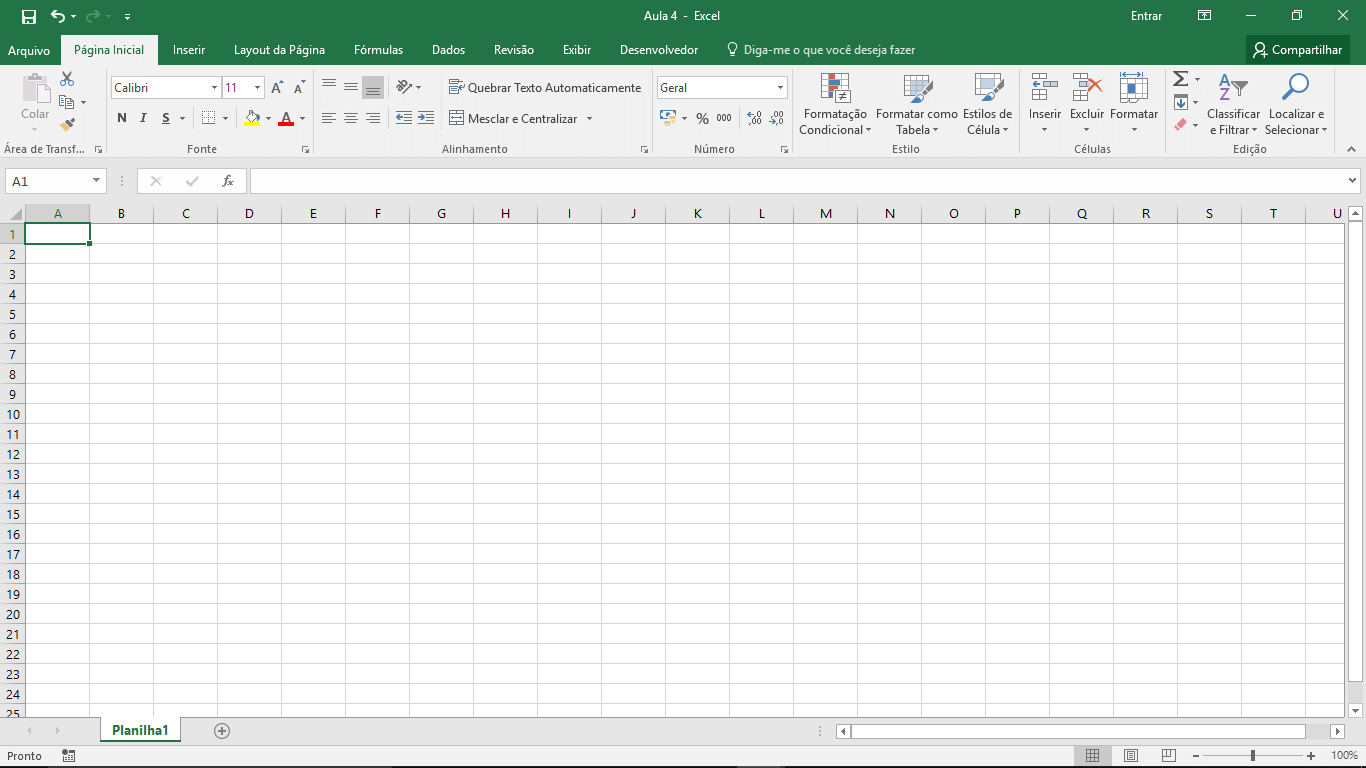 Aula 4 - Excel
Entrar
Arquivo
Página Inicial
Inserir
Layout da Página
Fórmulas
Dados
Revisão
Exibir
Desenvolvedor
Diga-me o que você deseja fazer
Compartilhar
Colar
Área de Transf...
Calibri
11
N I S
A
Fonte
Quebrar Texto Automaticamente
Mesclar e Centralizar
Alinhamento
Geral
% 000
,00
Número
Formatação
Condicional
Formatar como
Tabela
Estilos de
Célula
Estilo
Inserir
Excluir
Formatar
Células
Classificar
e Filtrar
Localizar e
Selecionar
Edição
A1
fx
A B C D E F G H I J K L M N O P Q R S T U
1
2
3
4
5
6
7
8
9
10
11
12
13
14
15
16
17
18
19
20
21
22
23
24
25
Planilha1
Pronto
100%